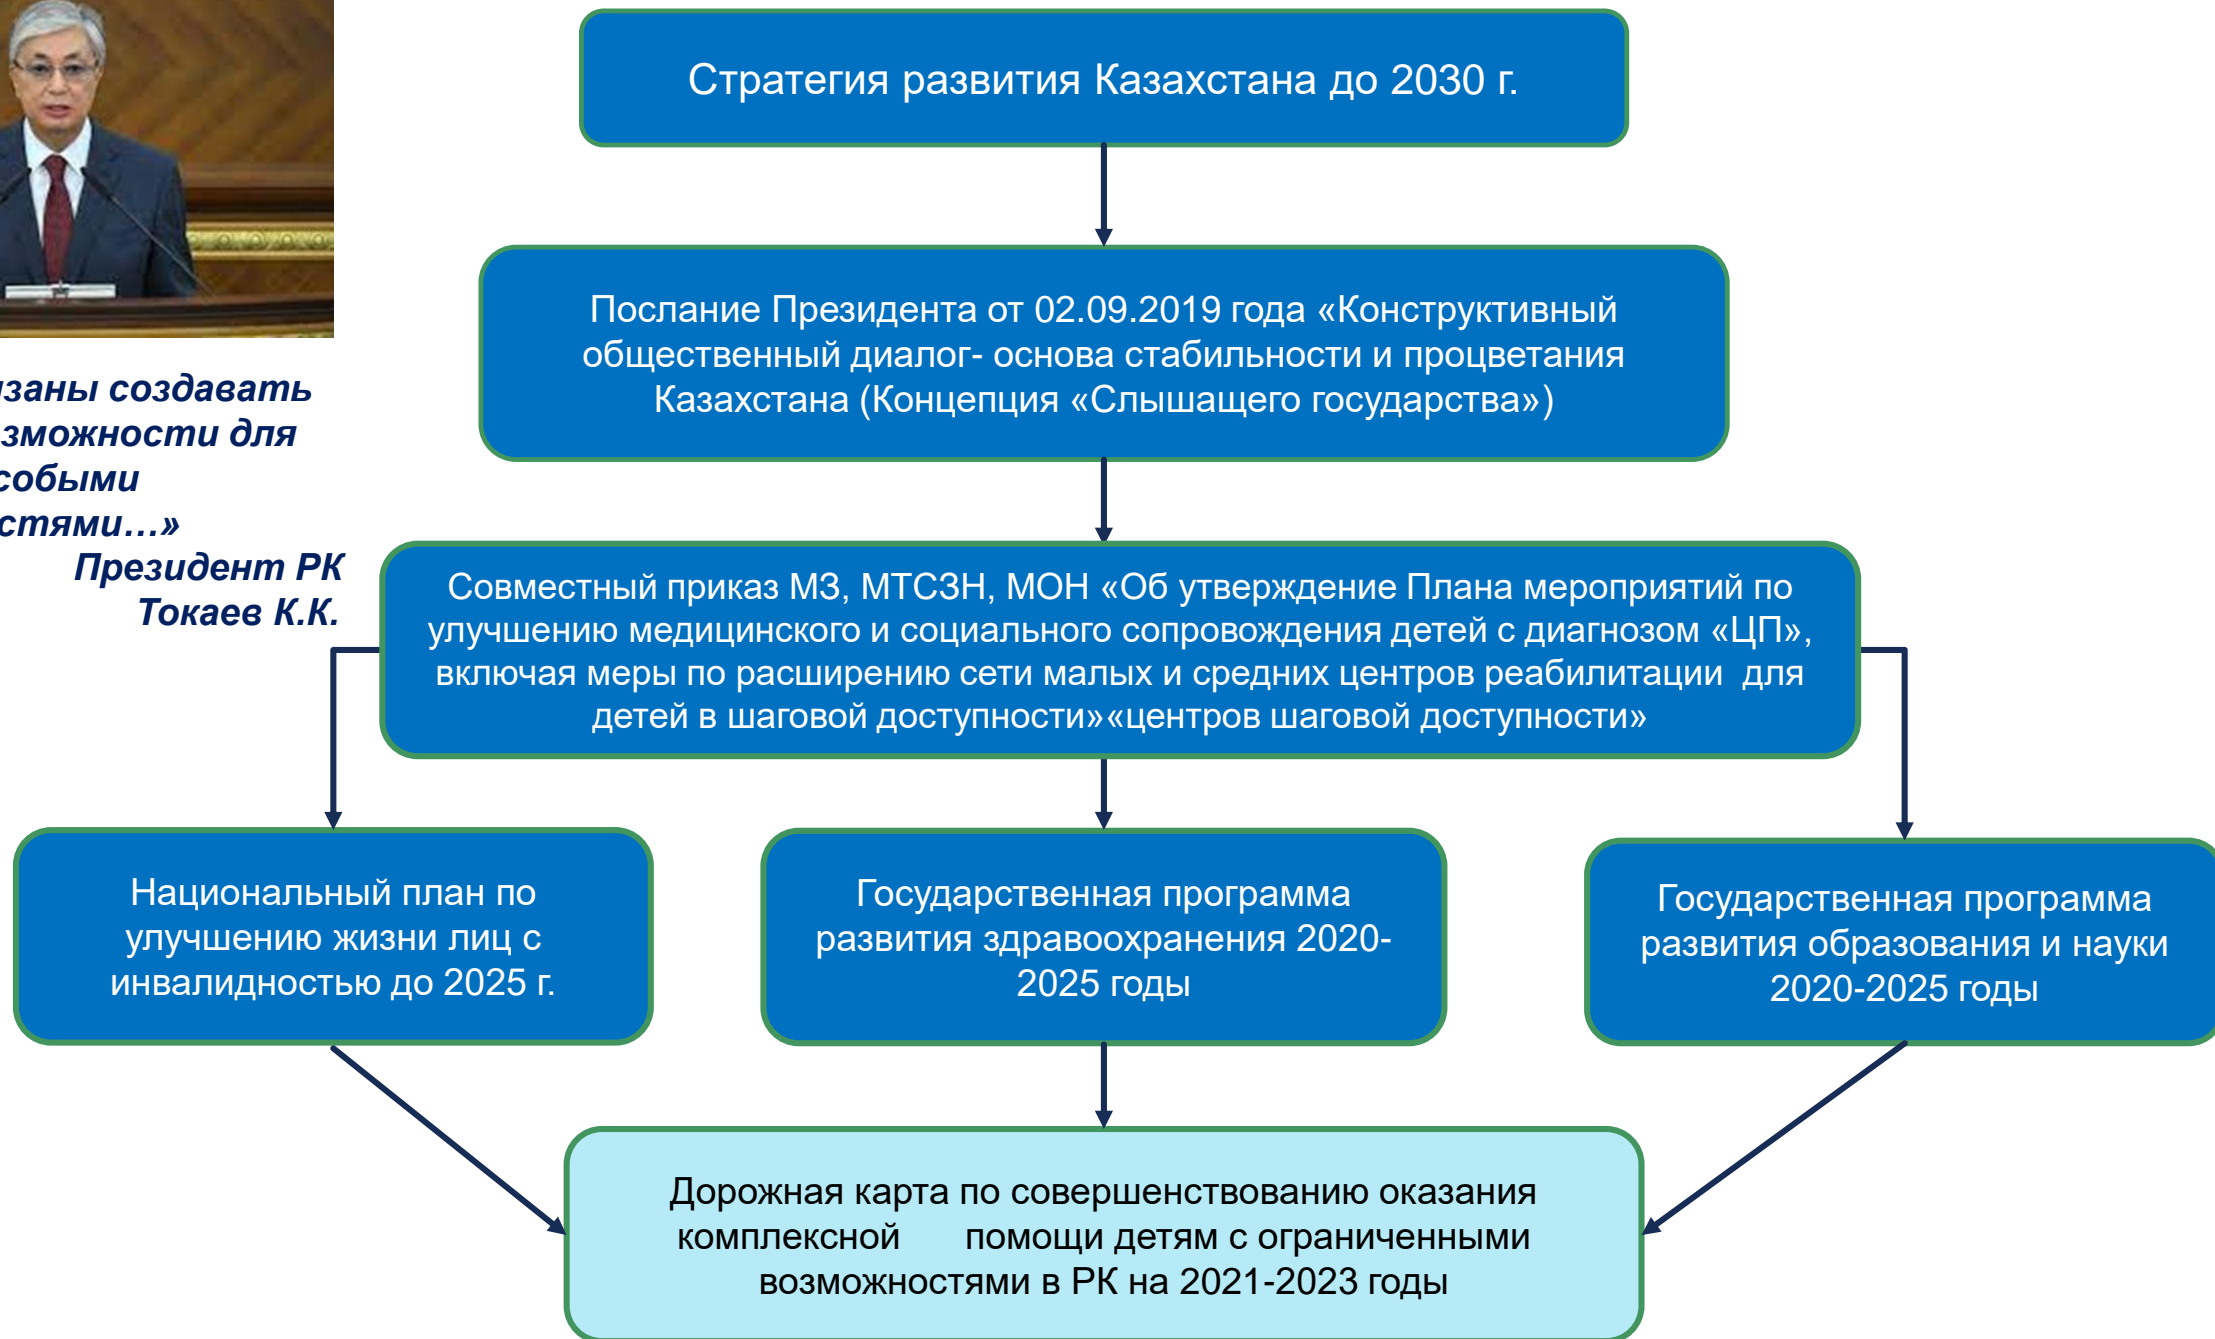 Стратегия развития Казахстана до 2030 г.
Послание Президента от 02.09.2019 года «Конструктивный
общественный диалог- основа стабильности и процветания
Казахстана (Концепция «Слышащего государства»)
создавать
для
Президент РК
Токаев К.К.
Совместный приказ МЗ, МТСЗН, МОН «Об утверждение Плана мероприятий по
улучшению медицинского и социального сопровождения детей с диагнозом «ЦП»,
включая меры по расширению сети малых и средних центров реабилитации для
детей в шаговой доступности»«центров шаговой доступности»
Национальный план по
улучшению жизни лиц с
инвалидностью до 2025 г.
Государственная программа
развития здравоохранения 2020-
2025 годы
Государственная программа
развития образования и науки
2020-2025 годы
Дорожная карта по совершенствованию оказания
комплексной помощи детям с ограниченными
возможностями в РК на 2021-2023 годы